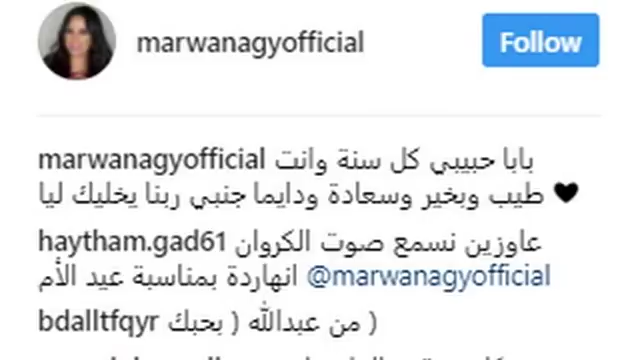 marwanagyofficial
Follow
marwanagyofficial بابا حبيبي كل سنة وانت
طيب وبخير وسعادة ودايما جنبي ربنا يخليك ليا ♥
haytham.gad61 عاوزين نسمع صوت الكروان
انهاردة بمناسبة عيد الأم @marwanagyofficial
bdalltfqyr من عبدالله ) بحبك )